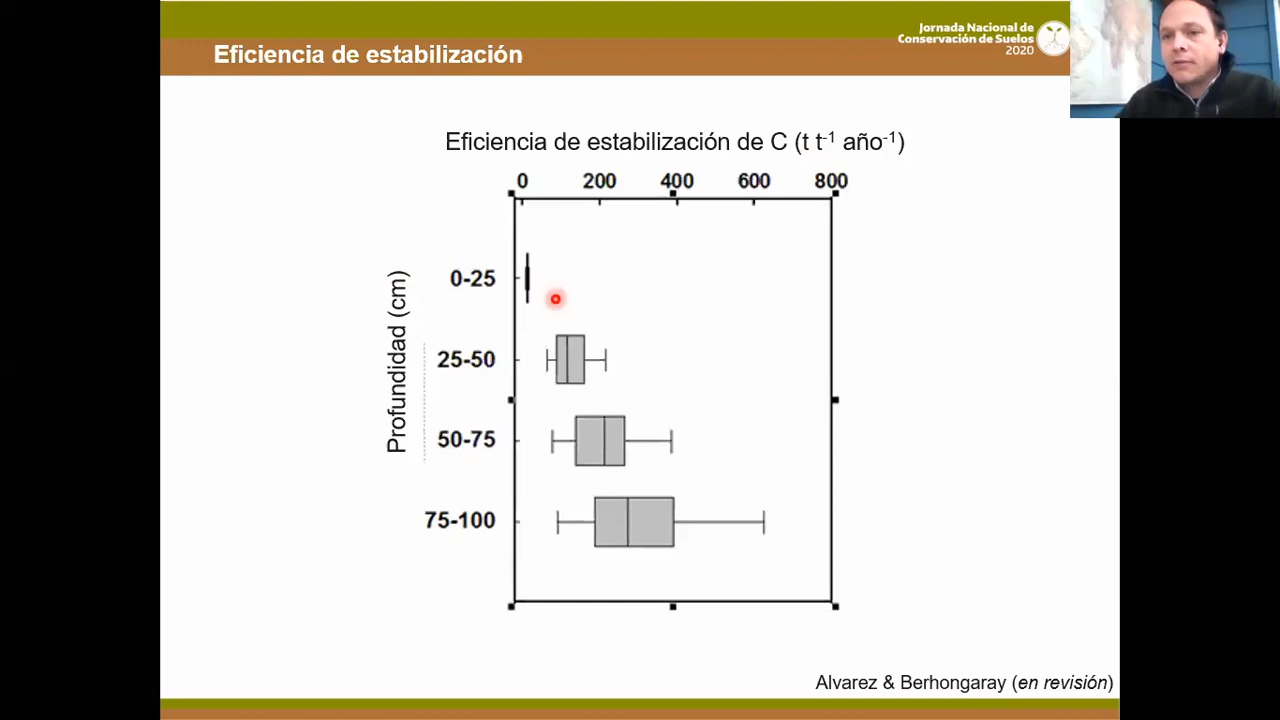 Jornada Nacional de
Conservación de Suelos
2020
Eficiencia de estabilización
Eficiencia de estabilización de C (t t⁻¹ año⁻¹)
0 200 400 600 800
Profundidad (cm)
0-25
25-50
50-75
75-100
Alvarez & Berhongaray (en revisión)